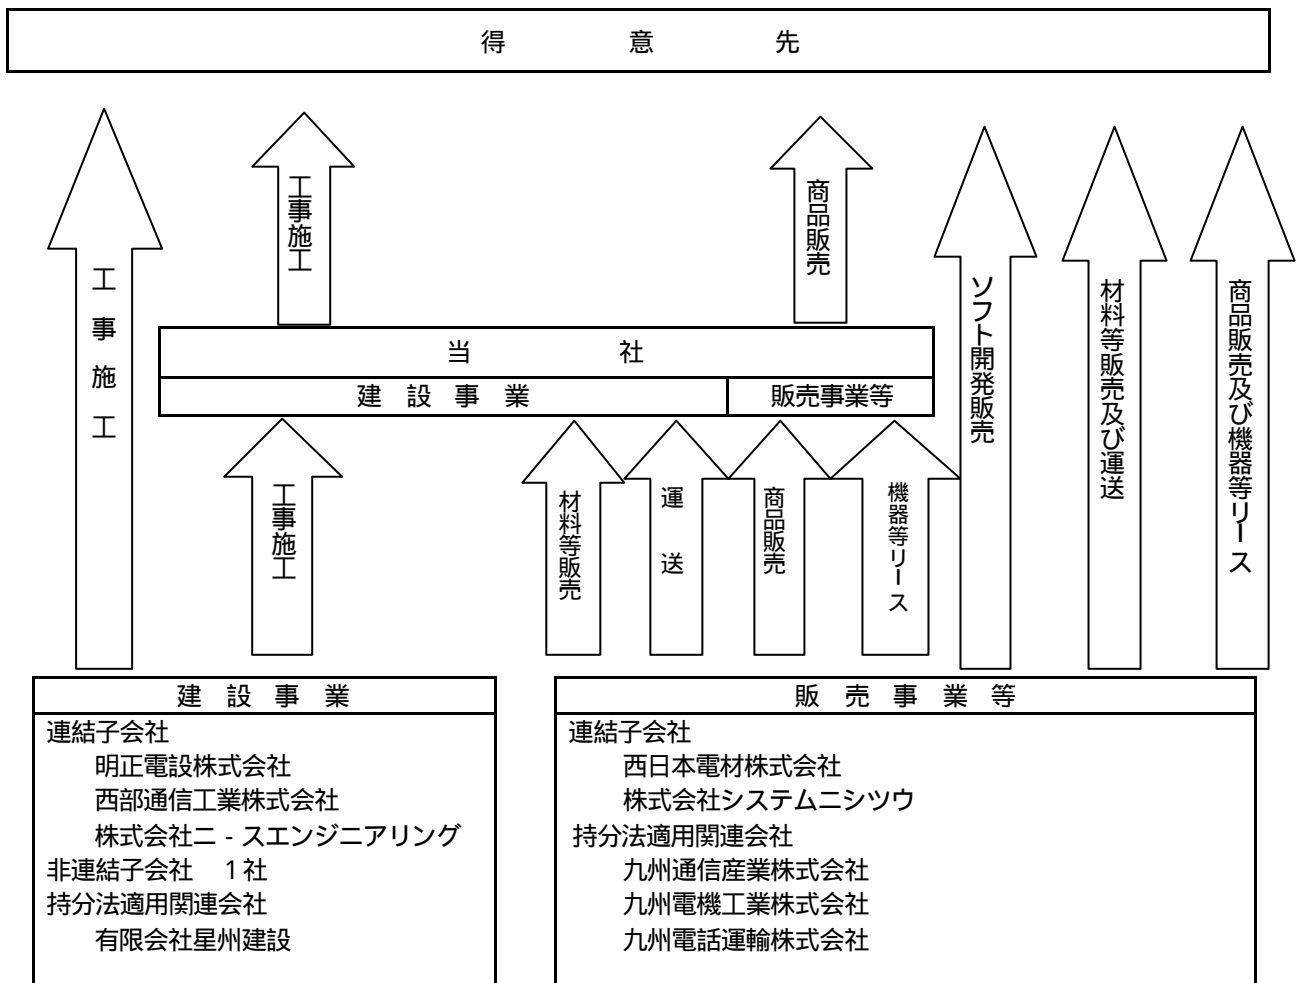 得意先
工事施工
工事施工
商品販売
ソフト開発販売
材料等販売及び運送
商品販売及び機器等リース
当社
建設事業
販売事業等
工事施工
材料等販売
運送
商品販売
機器等リース
建設事業
連結子会社
明正電設株式会社
西部通信工業株式会社
株式会社ニ-スエンジニアリング
非連結子会社 1社
持分法適用関連会社
有限会社星州建設
販売事業等
連結子会社
西日本電材株式会社
株式会社システムニシツウ
持分法適用関連会社
九州通信産業株式会社
九州電機工業株式会社
九州電話運輸株式会社